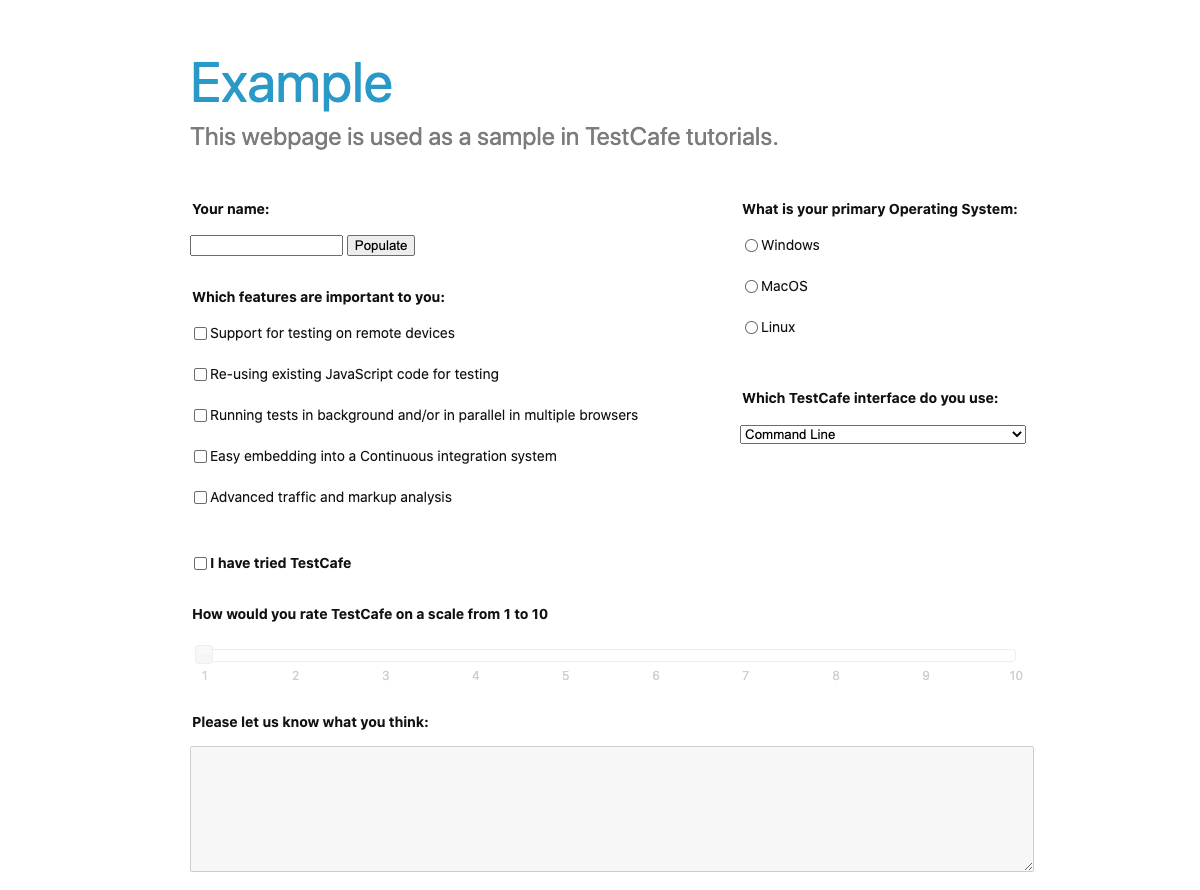 Example
This webpage is used as a sample in TestCafe tutorials.
Your name:
Populate
Which features are important to you:
Support for testing on remote devices
Re-using existing JavaScript code for testing
Running tests in background and/or in parallel in multiple browsers
Easy embedding into a Continuous integration system
Advanced traffic and markup analysis
What is your primary Operating System:
Windows
MacOS
Linux
Which TestCafe interface do you use:
Command Line
I have tried TestCafe
How would you rate TestCafe on a scale from 1 to 10
1 2 3 4 5 6 7 8 9 10
Please let us know what you think: